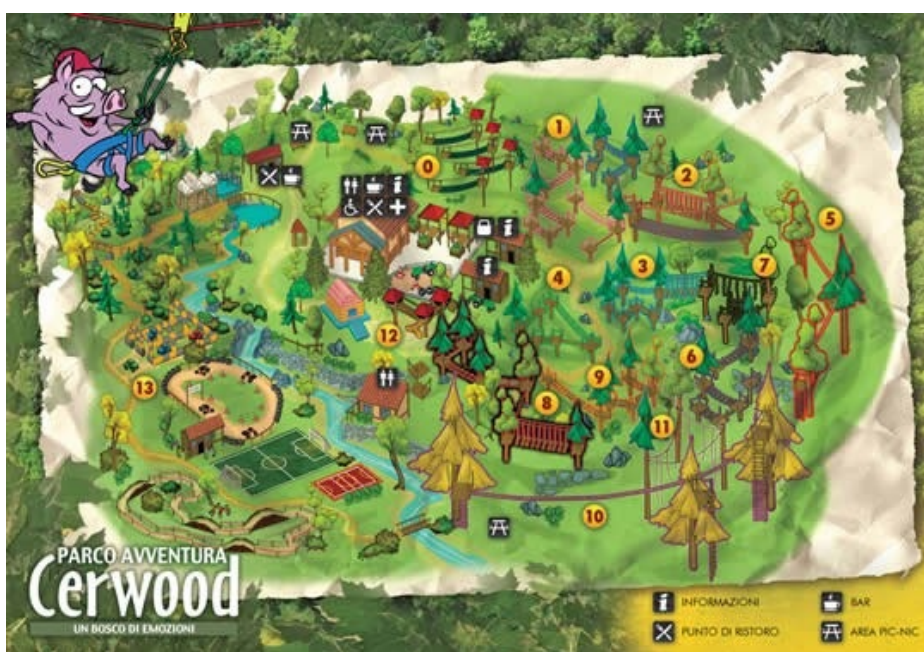 1
2
0
5
3
7
4
6
12
9
13
8
11
10
PARCO AVVENTURA
Cerwood
UN BOSCO DI EMOZIONI
INFORMAZIONI
BAR
PUNTO DI RISTORO
AREA PIC-NIC